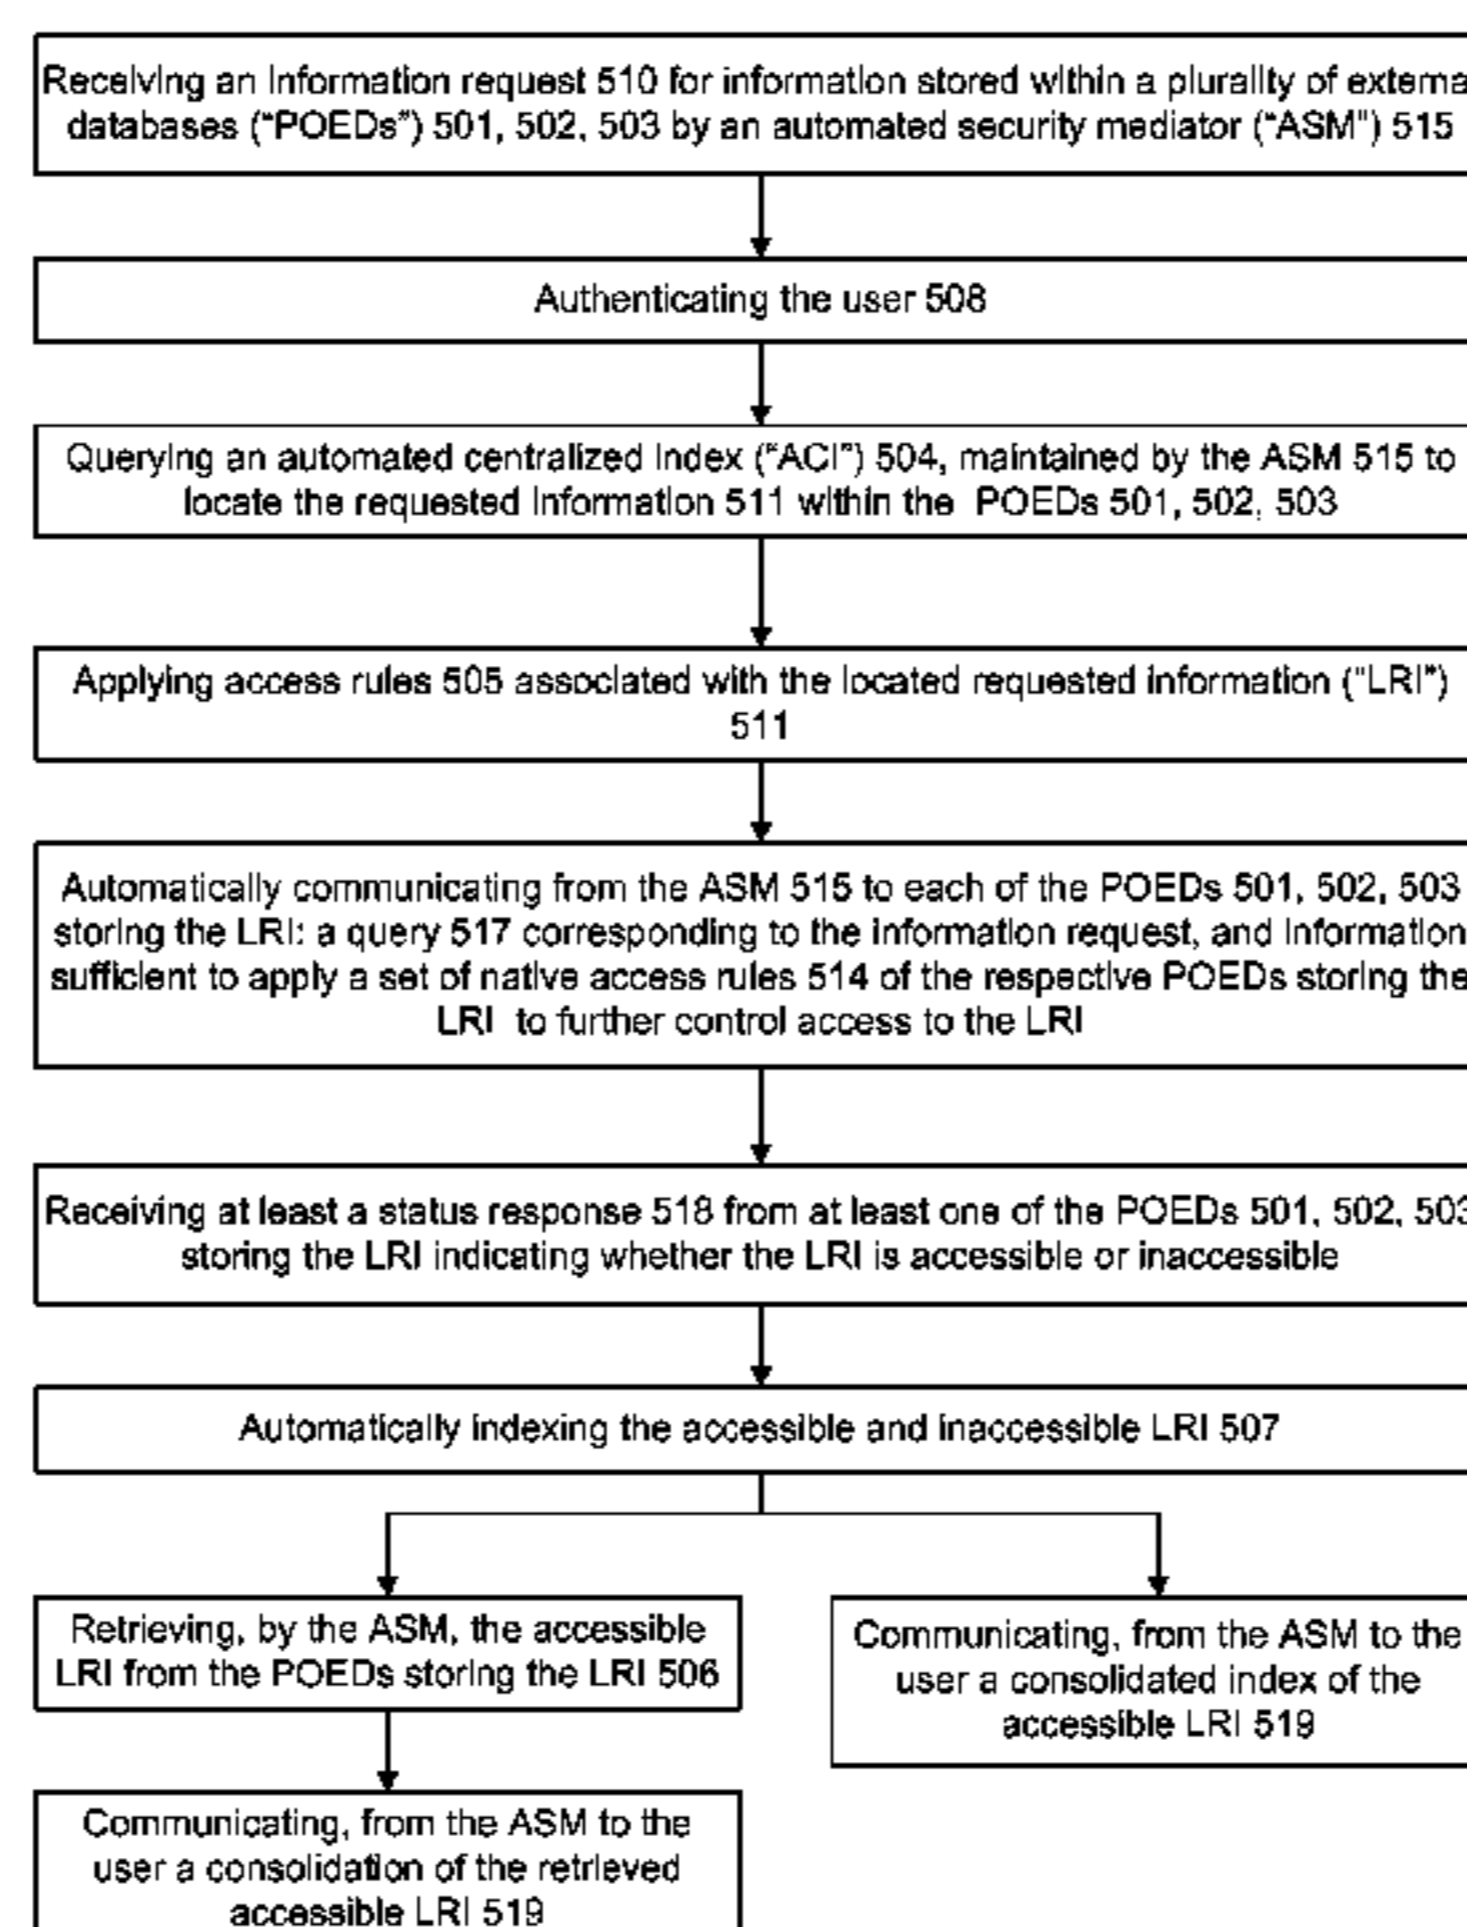 Receiving an information request 510 for information stored within a plurality of externa
databases ("POEDs") 501, 502, 503 by an automated security mediator ("ASM") 515
Authenticating the user 508
Querying an automated centralized index ("ACI") 504, maintained by the ASM 515 to
locate the requested information 511 within the POEDs 501, 502, 503
Applying access rules 505 associated with the located requested information ("LRI")
511
Automatically communicating from the ASM 515 to each of the POEDs 501, 502, 503
storing the LRI: a query 517 corresponding to the information request, and information
sufficient to apply a set of native access rules 514 of the respective POEDs storing the
LRI to further control access to the LRI
Receiving at least a status response 518 from at least one of the POEDs 501, 502, 503
storing the LRI indicating whether the LRI is accessible or inaccessible
Automatically indexing the accessible and inaccessible LRI 507
Retrieving, by the ASM, the accessible
LRI from the POEDs storing the LRI 506
Communicating, from the ASM to the
user a consolidation of the retrieved
accessible LRI 519
Communicating, from the ASM to the
user a consolidated index of the
accessible LRI 519